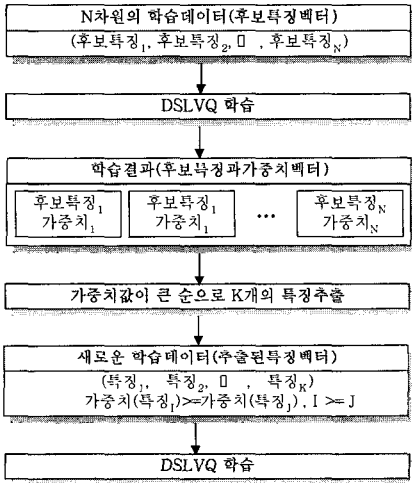 N차원의 학습데이터(후보특징벡터)
(후보특징₁, 후보특징₂, ▯ , 후보특징N)
DSLVQ 학습
학습결과(후보특징과가중치벡터)
후보특징₁ 후보특징₁ ... 후보특징N
가중치₁ 가중치₁ 가중치N
가중치값이 큰 순으로 K개의 특징추출
새로운 학습데이터(추출된특징벡터)
(특징₁, 특징₂, ▯ , 특징K)
가중치(특징I)>=가중치(특징J), I >= J
DSLVQ 학습